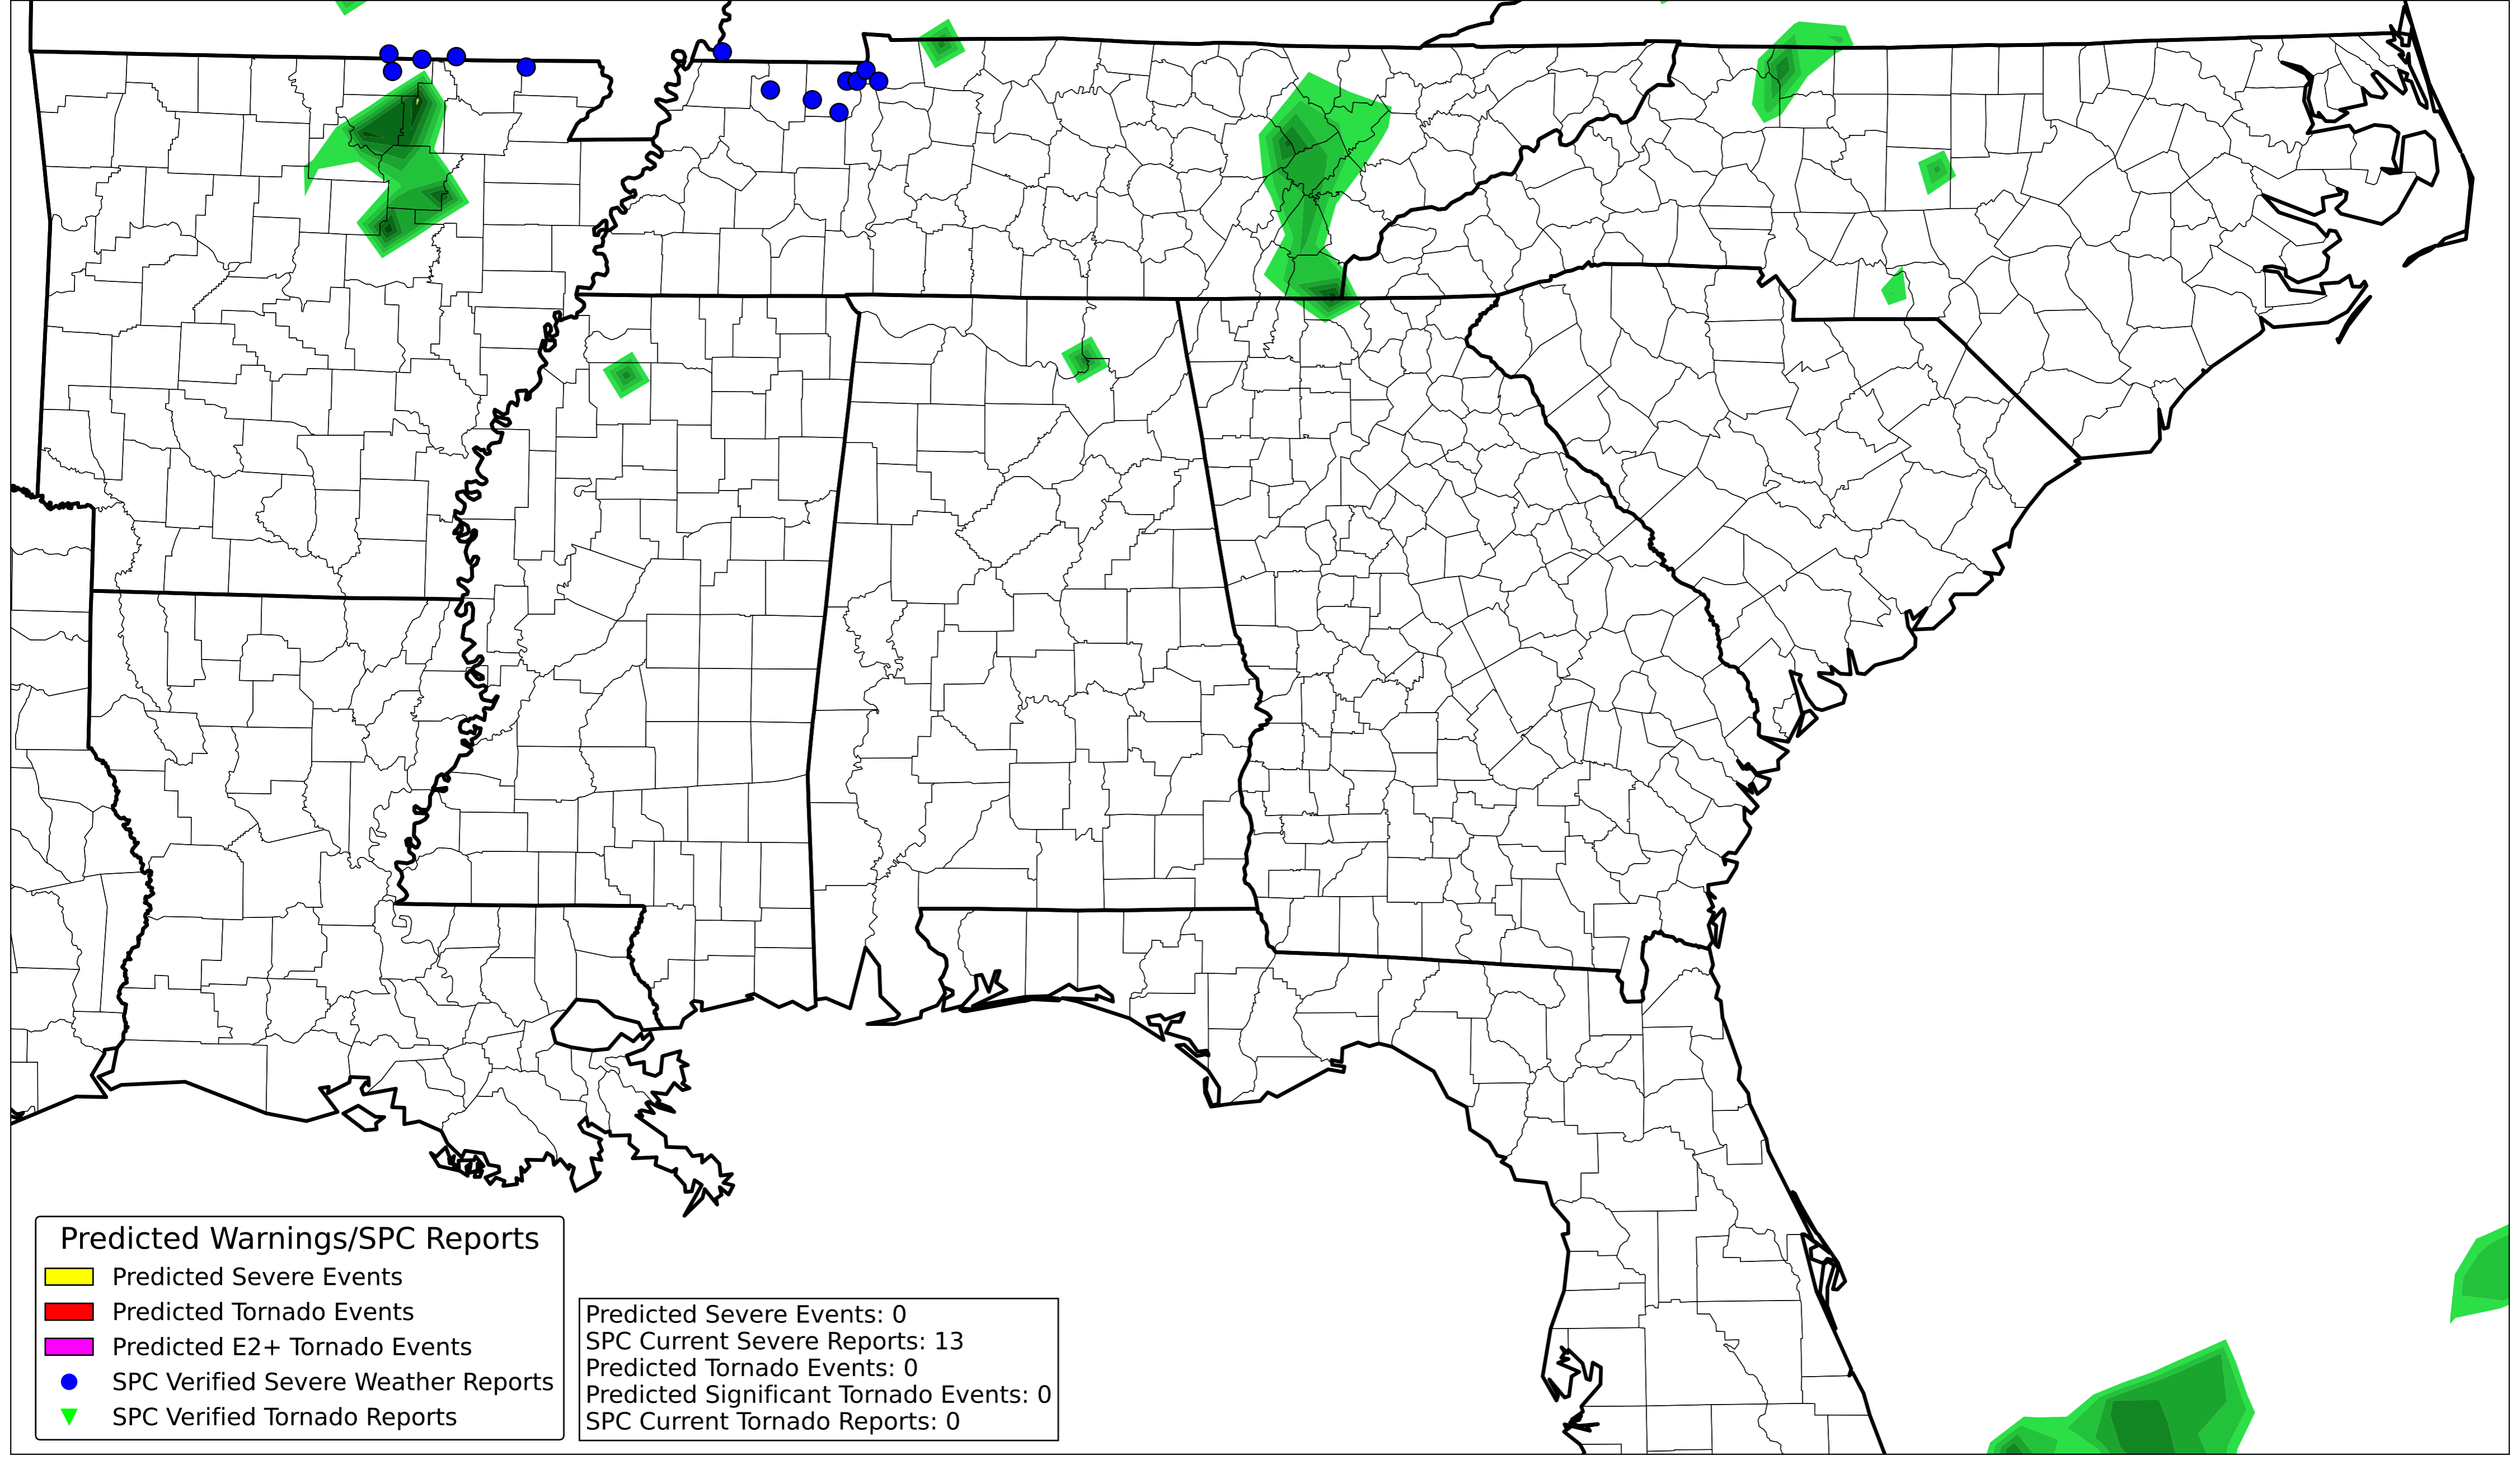 Predicted Warnings/SPC Reports
Predicted Severe Events
Predicted Tornado Events
Predicted E2+ Tornado Events
SPC Verified Severe Weather Reports
SPC Verified Tornado Reports
Predicted Severe Events: 0
SPC Current Severe Reports: 13
Predicted Tornado Events: 0
Predicted Significant Tornado Events: 0
SPC Current Tornado Reports: 0